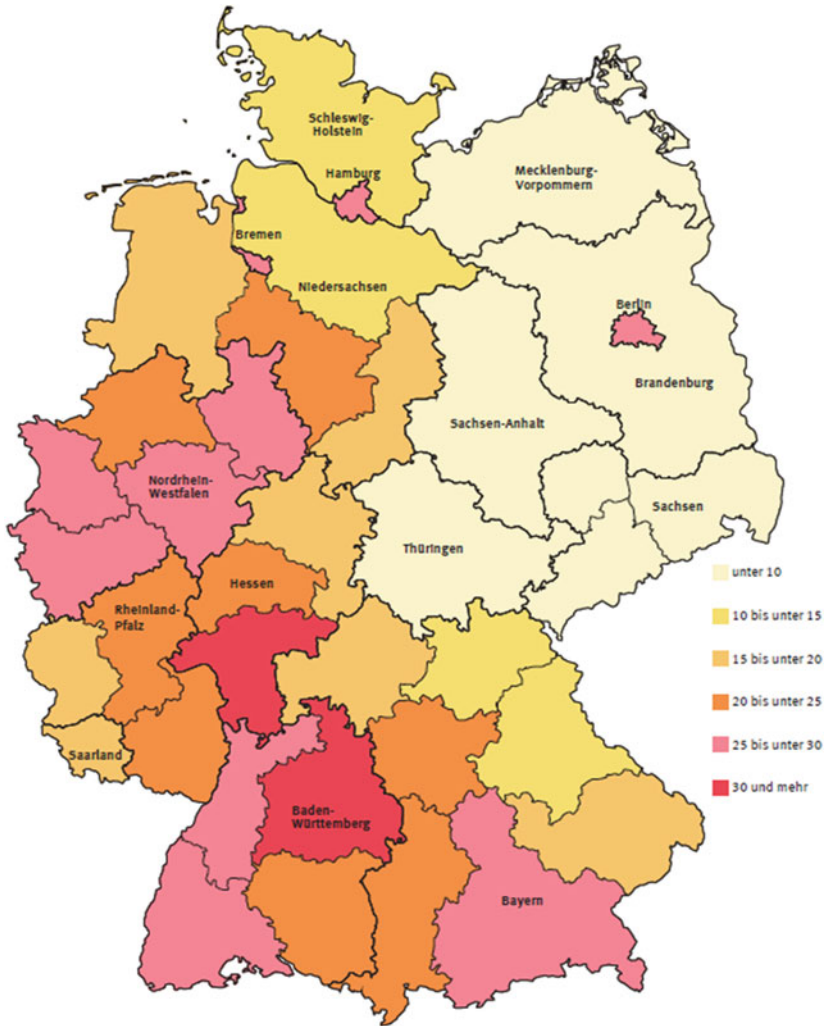 Schleswig-
Holstein
Hamburg
Mecklenburg-
Vorpommern
Bremen
Niedersachsen
Berlin
Brandenburg
Sachsen-Anhalt
Nordrhein-
Westfalen
Sachsen
Thüringen
Hessen
Rheinland-
Pfalz
Saarland
Baden-
Württemberg
Bayern
unter 10
10 bis unter 15
15 bis unter 20
20 bis unter 25
25 bis unter 30
30 und mehr